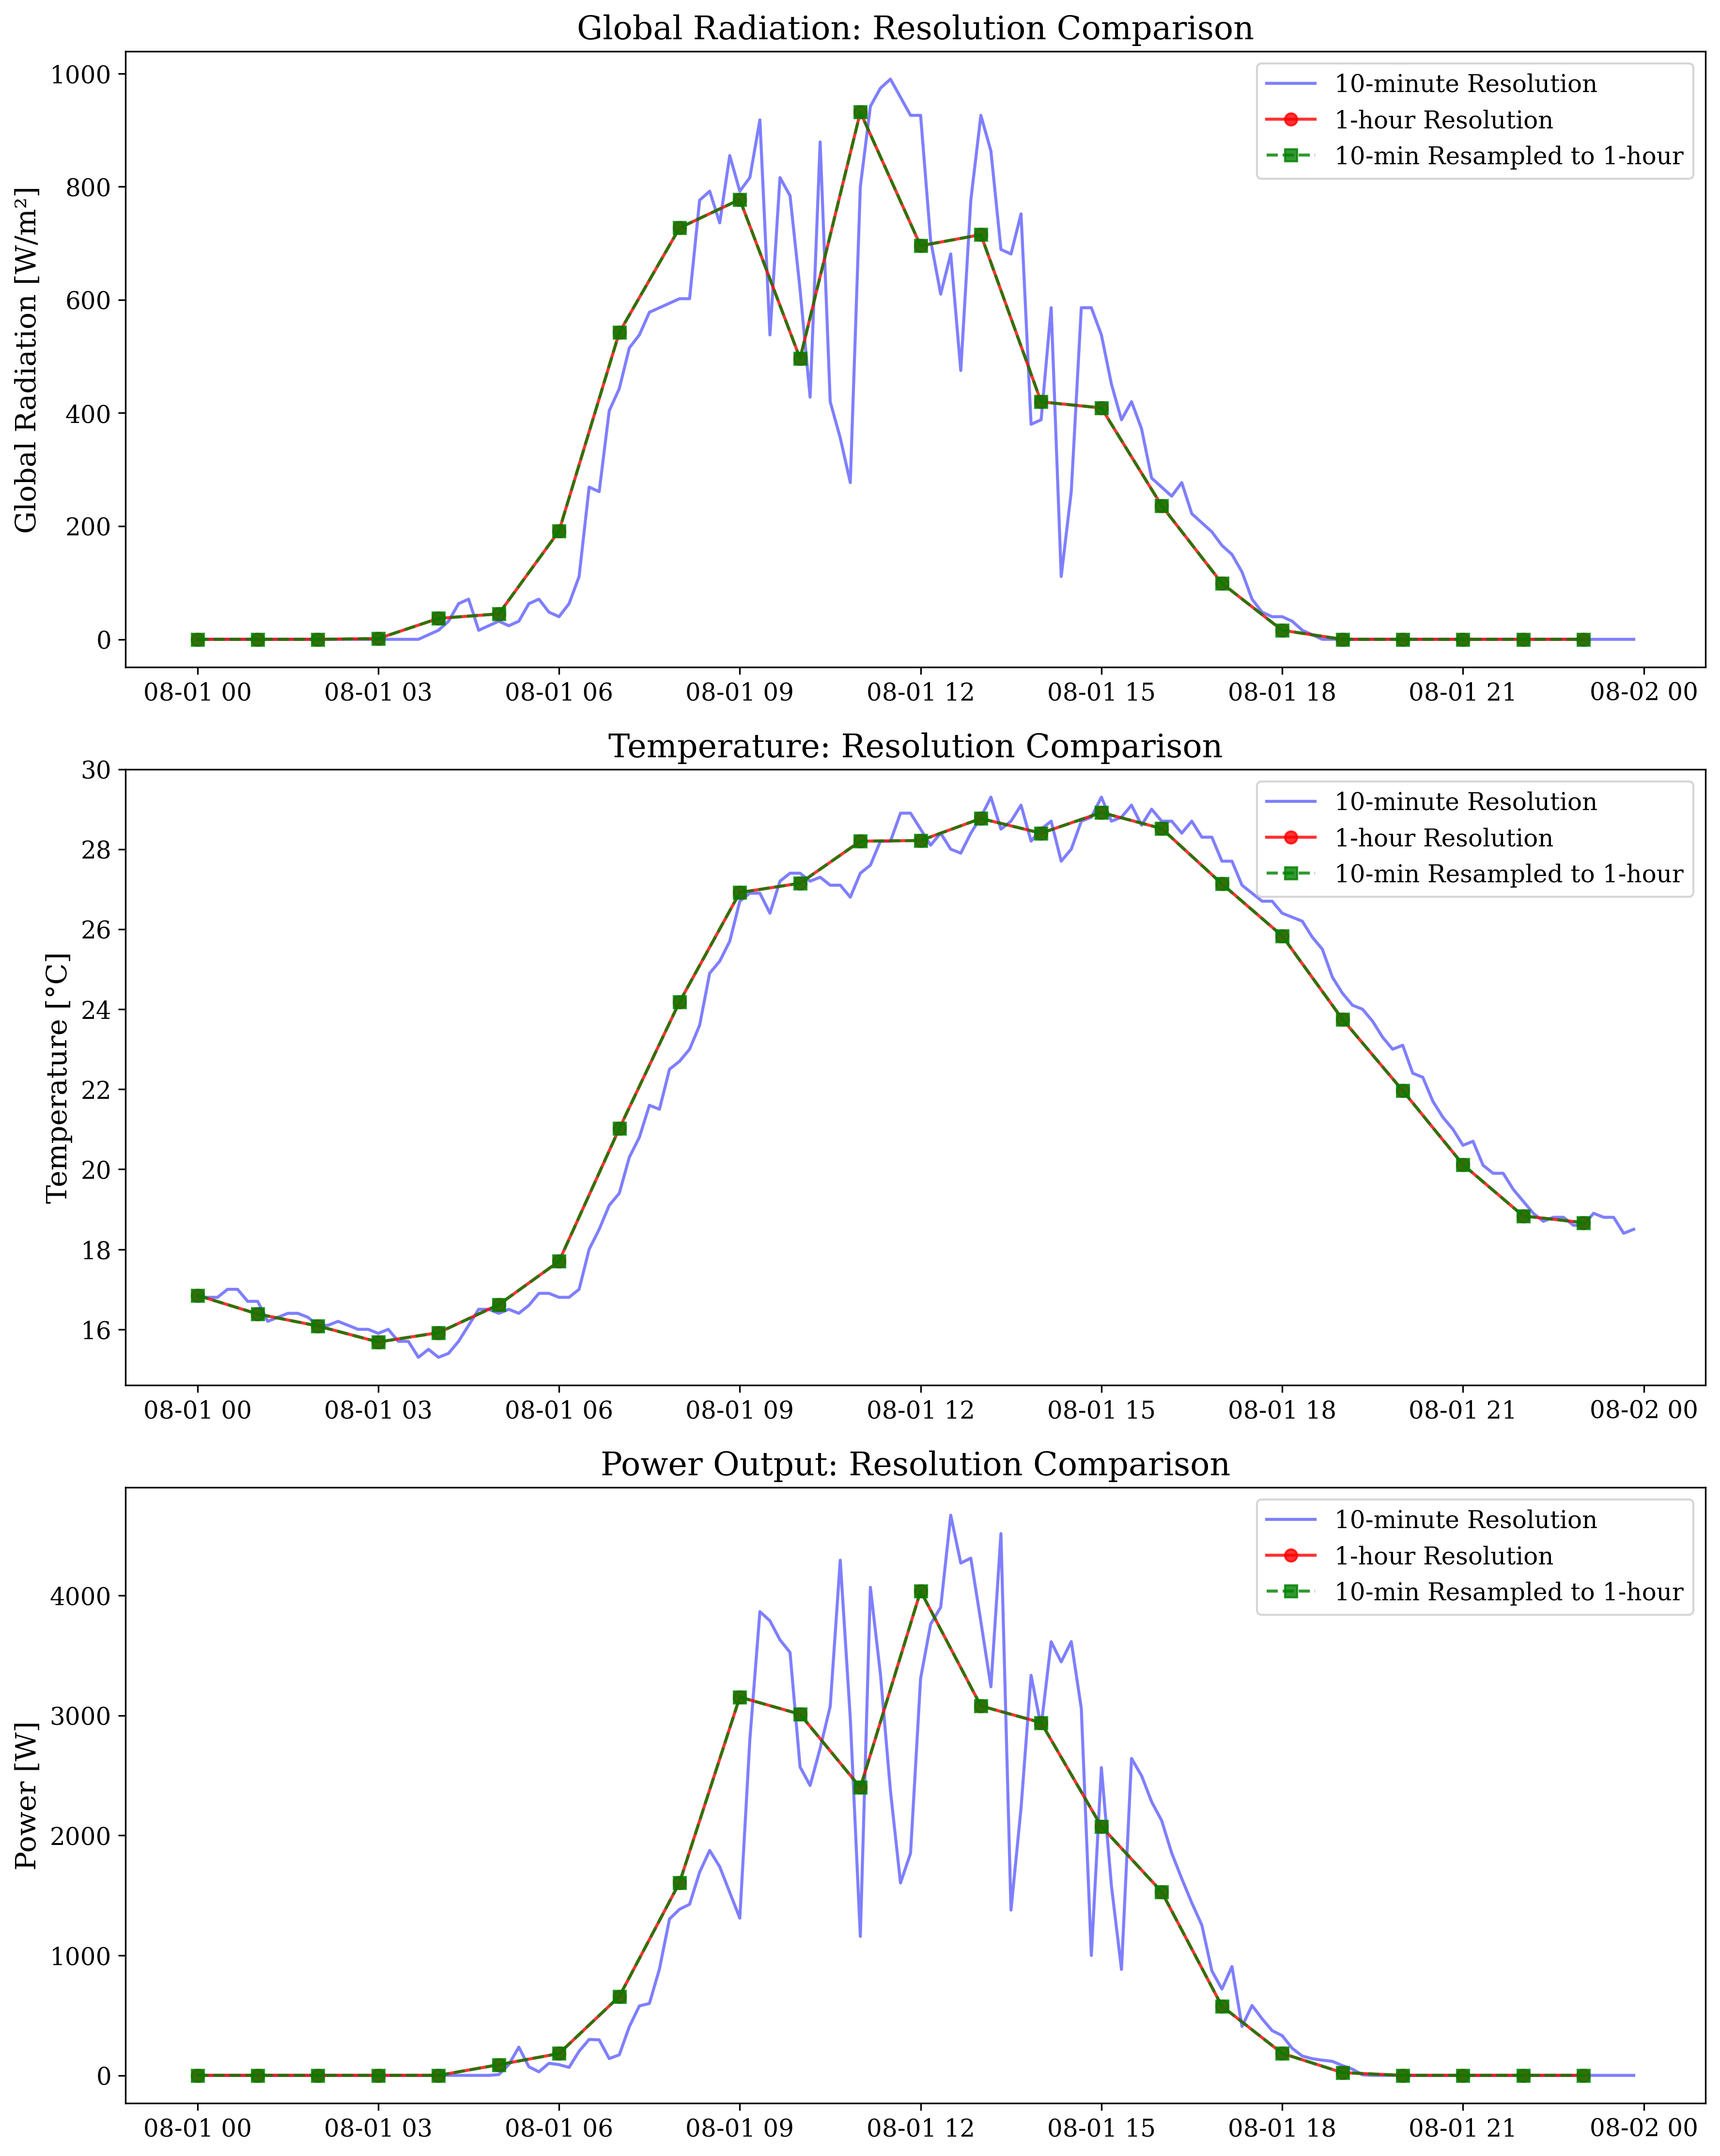 Global Radiation: Resolution Comparison
10-minute Resolution
1-hour Resolution
10-min Resampled to 1-hour
Global Radiation [W/m²]
1000
800
600
400
200
0
08-01 00 08-01 03 08-01 06 08-01 09 08-01 12 08-01 15 08-01 18 08-01 21 08-02 00
Temperature: Resolution Comparison
10-minute Resolution
1-hour Resolution
10-min Resampled to 1-hour
Temperature [°C]
30
28
26
24
22
20
18
16
08-01 00 08-01 03 08-01 06 08-01 09 08-01 12 08-01 15 08-01 18 08-01 21 08-02 00
Power Output: Resolution Comparison
10-minute Resolution
1-hour Resolution
10-min Resampled to 1-hour
Power [W]
4000
3000
2000
1000
0
08-01 00 08-01 03 08-01 06 08-01 09 08-01 12 08-01 15 08-01 18 08-01 21 08-02 00